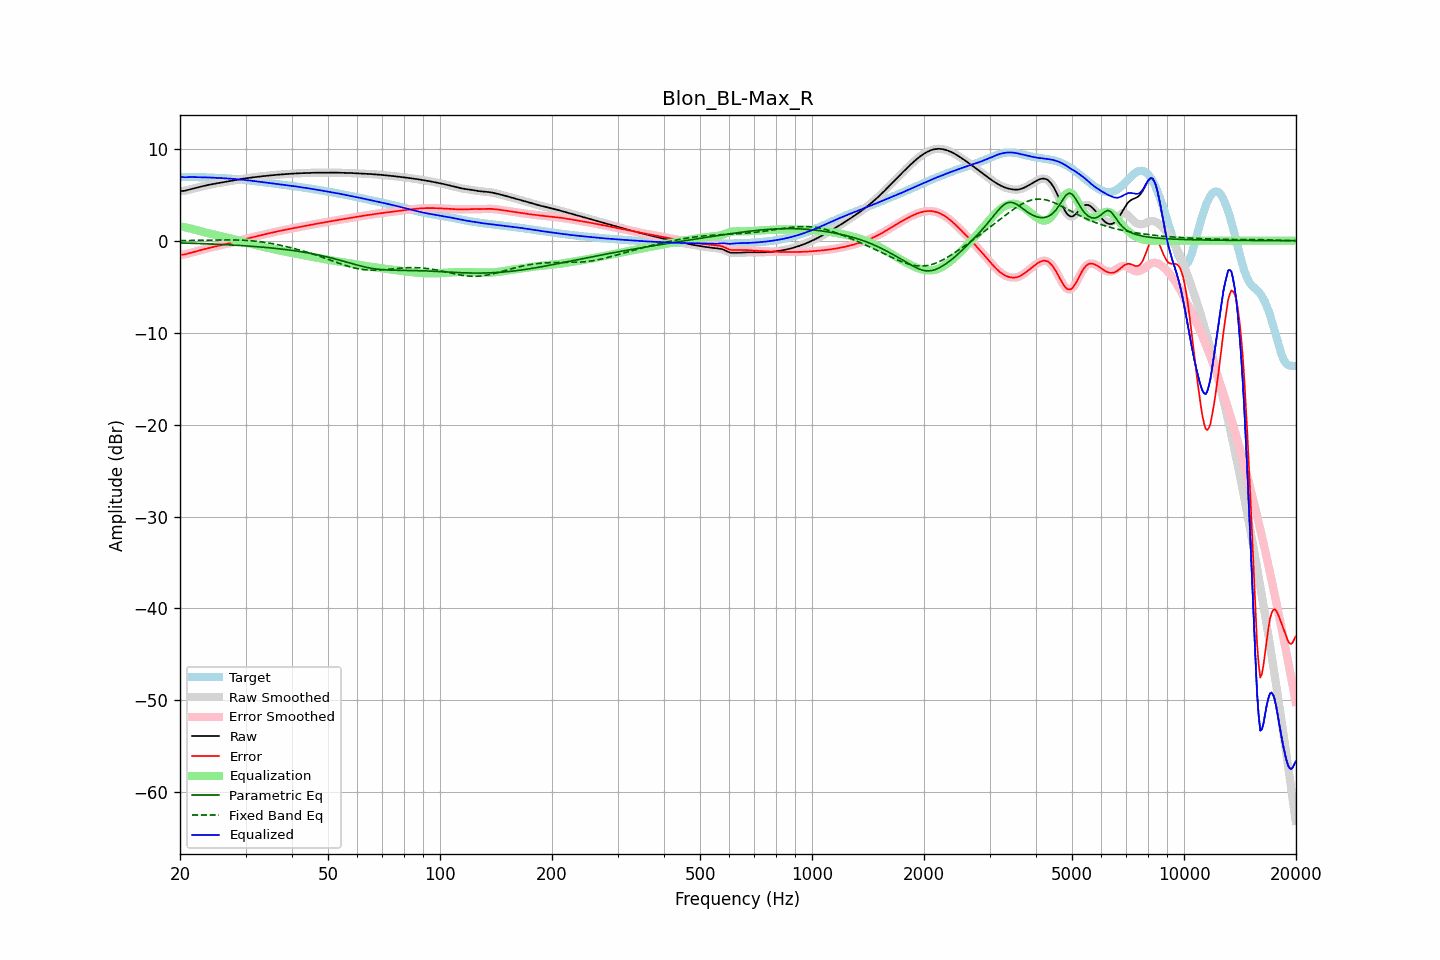 Blon_BL-Max_R
Amplitude (dBr)
10
0
−10
−20
−30
−40
−50
−60
Target
Raw Smoothed
Error Smoothed
Raw
Error
Equalization
Parametric Eq
Fixed Band Eq
Equalized
20 50 100 200 500 1000 2000 5000 10000 20000
Frequency (Hz)